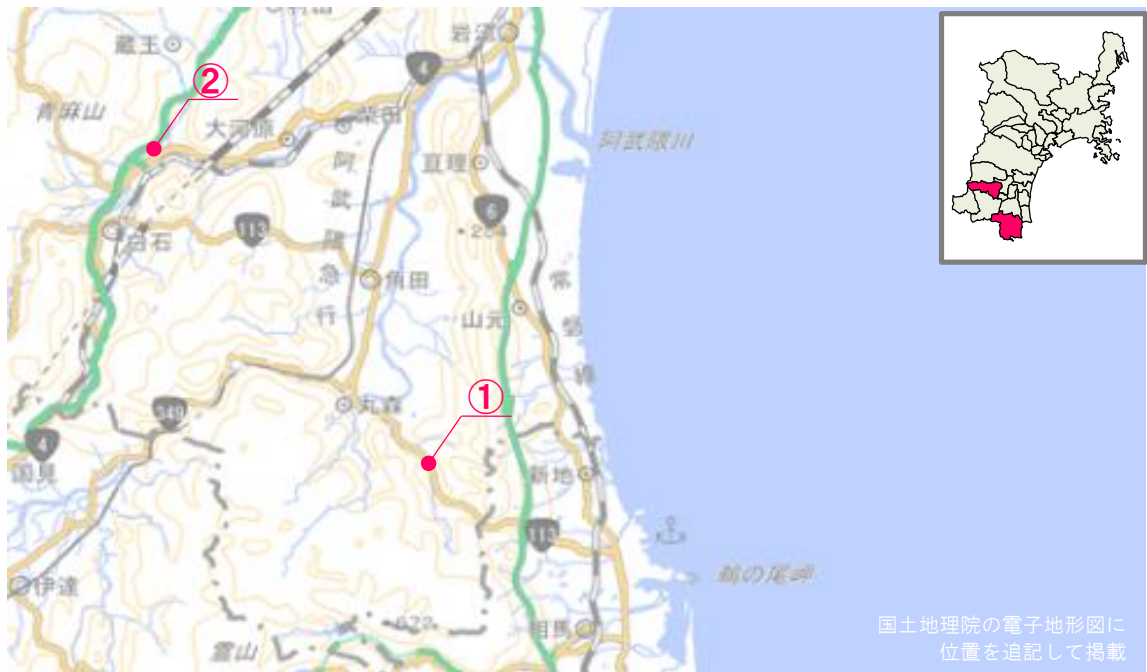 村山
蔵王
岩沼
4
②
青麻山
大河原
柴田
阿武隈川
亘理
阿武隈急行
6
113
白石
角田
山元
常磐線
①
丸森
349
4
国見
新地
113
伊達
鵜の尾岬
622
相馬
霊山
国土地理院の電子地形図に
位置を追記して掲載